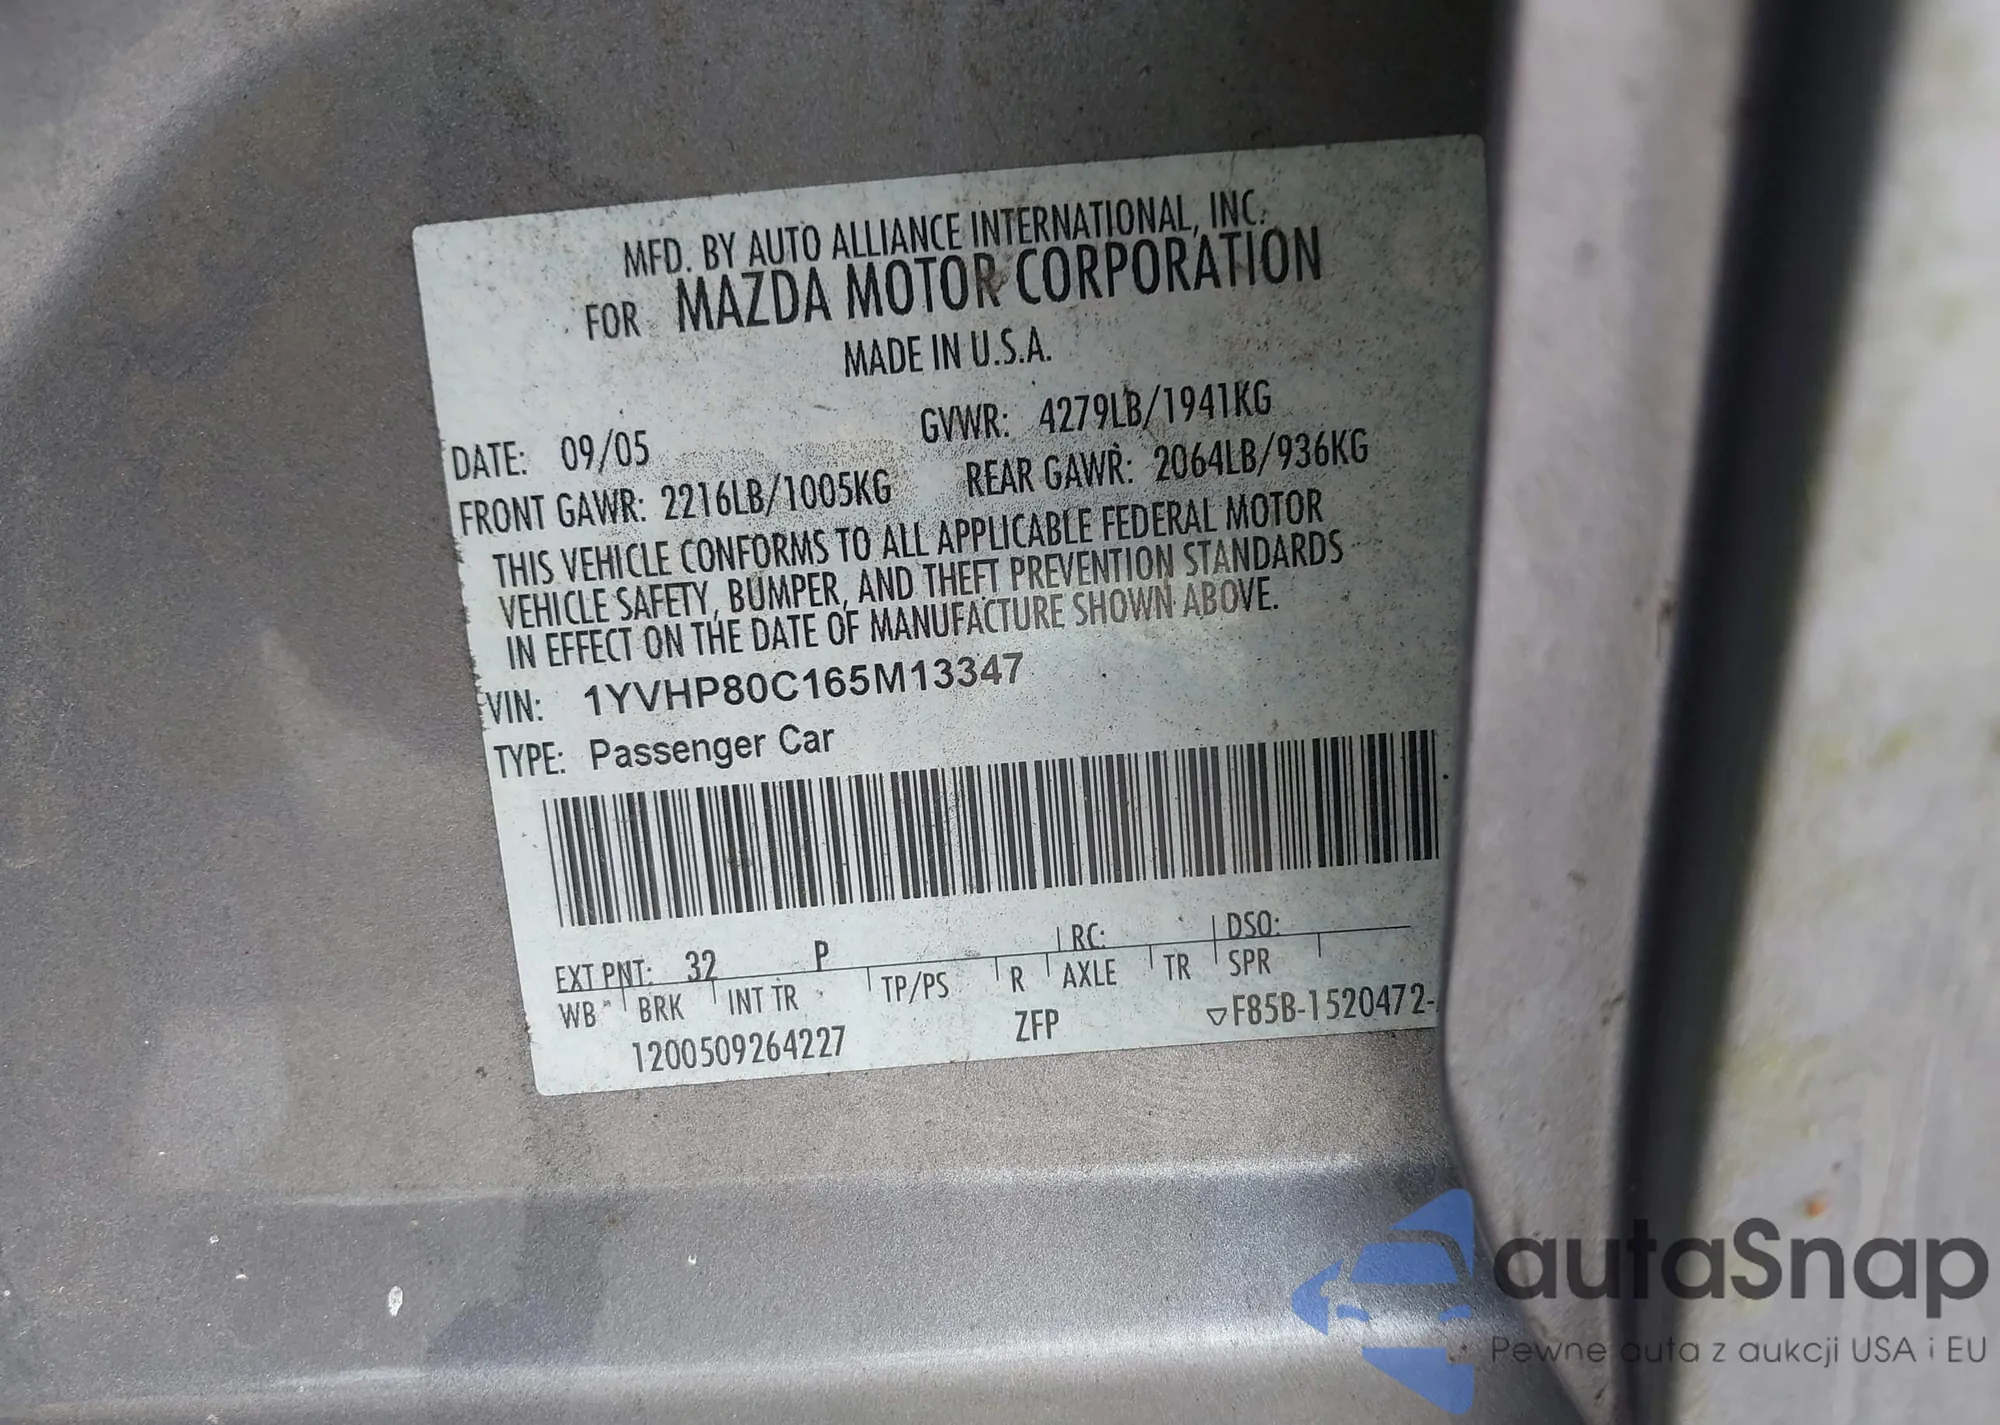 MFD. BY AUTO ALLIANCE INTERNATIONAL, INC.
FOR MAZDA MOTOR CORPORATION
MADE IN U.S.A.
DATE: 09/05 GVWR: 4279LB/1941KG
FRONT GAWR: 2216LB/1005KG REAR GAWR: 2064LB/936KG
THIS VEHICLE CONFORMS TO ALL APPLICABLE FEDERAL MOTOR
VEHICLE SAFETY, BUMPER, AND THEFT PREVENTION STANDARDS
IN EFFECT ON THE DATE OF MANUFACTURE SHOWN ABOVE.
VIN: 1YVHP80C165M13347
TYPE: Passenger Car
EXT PNT: 32 P RC: DSO:
WB BRK INT TR TP/PS R AXLE TR SPR
1200509264227 ZFP ▽F85B-1520472-
autaSnap
Pewne auta z aukcji USA i EU